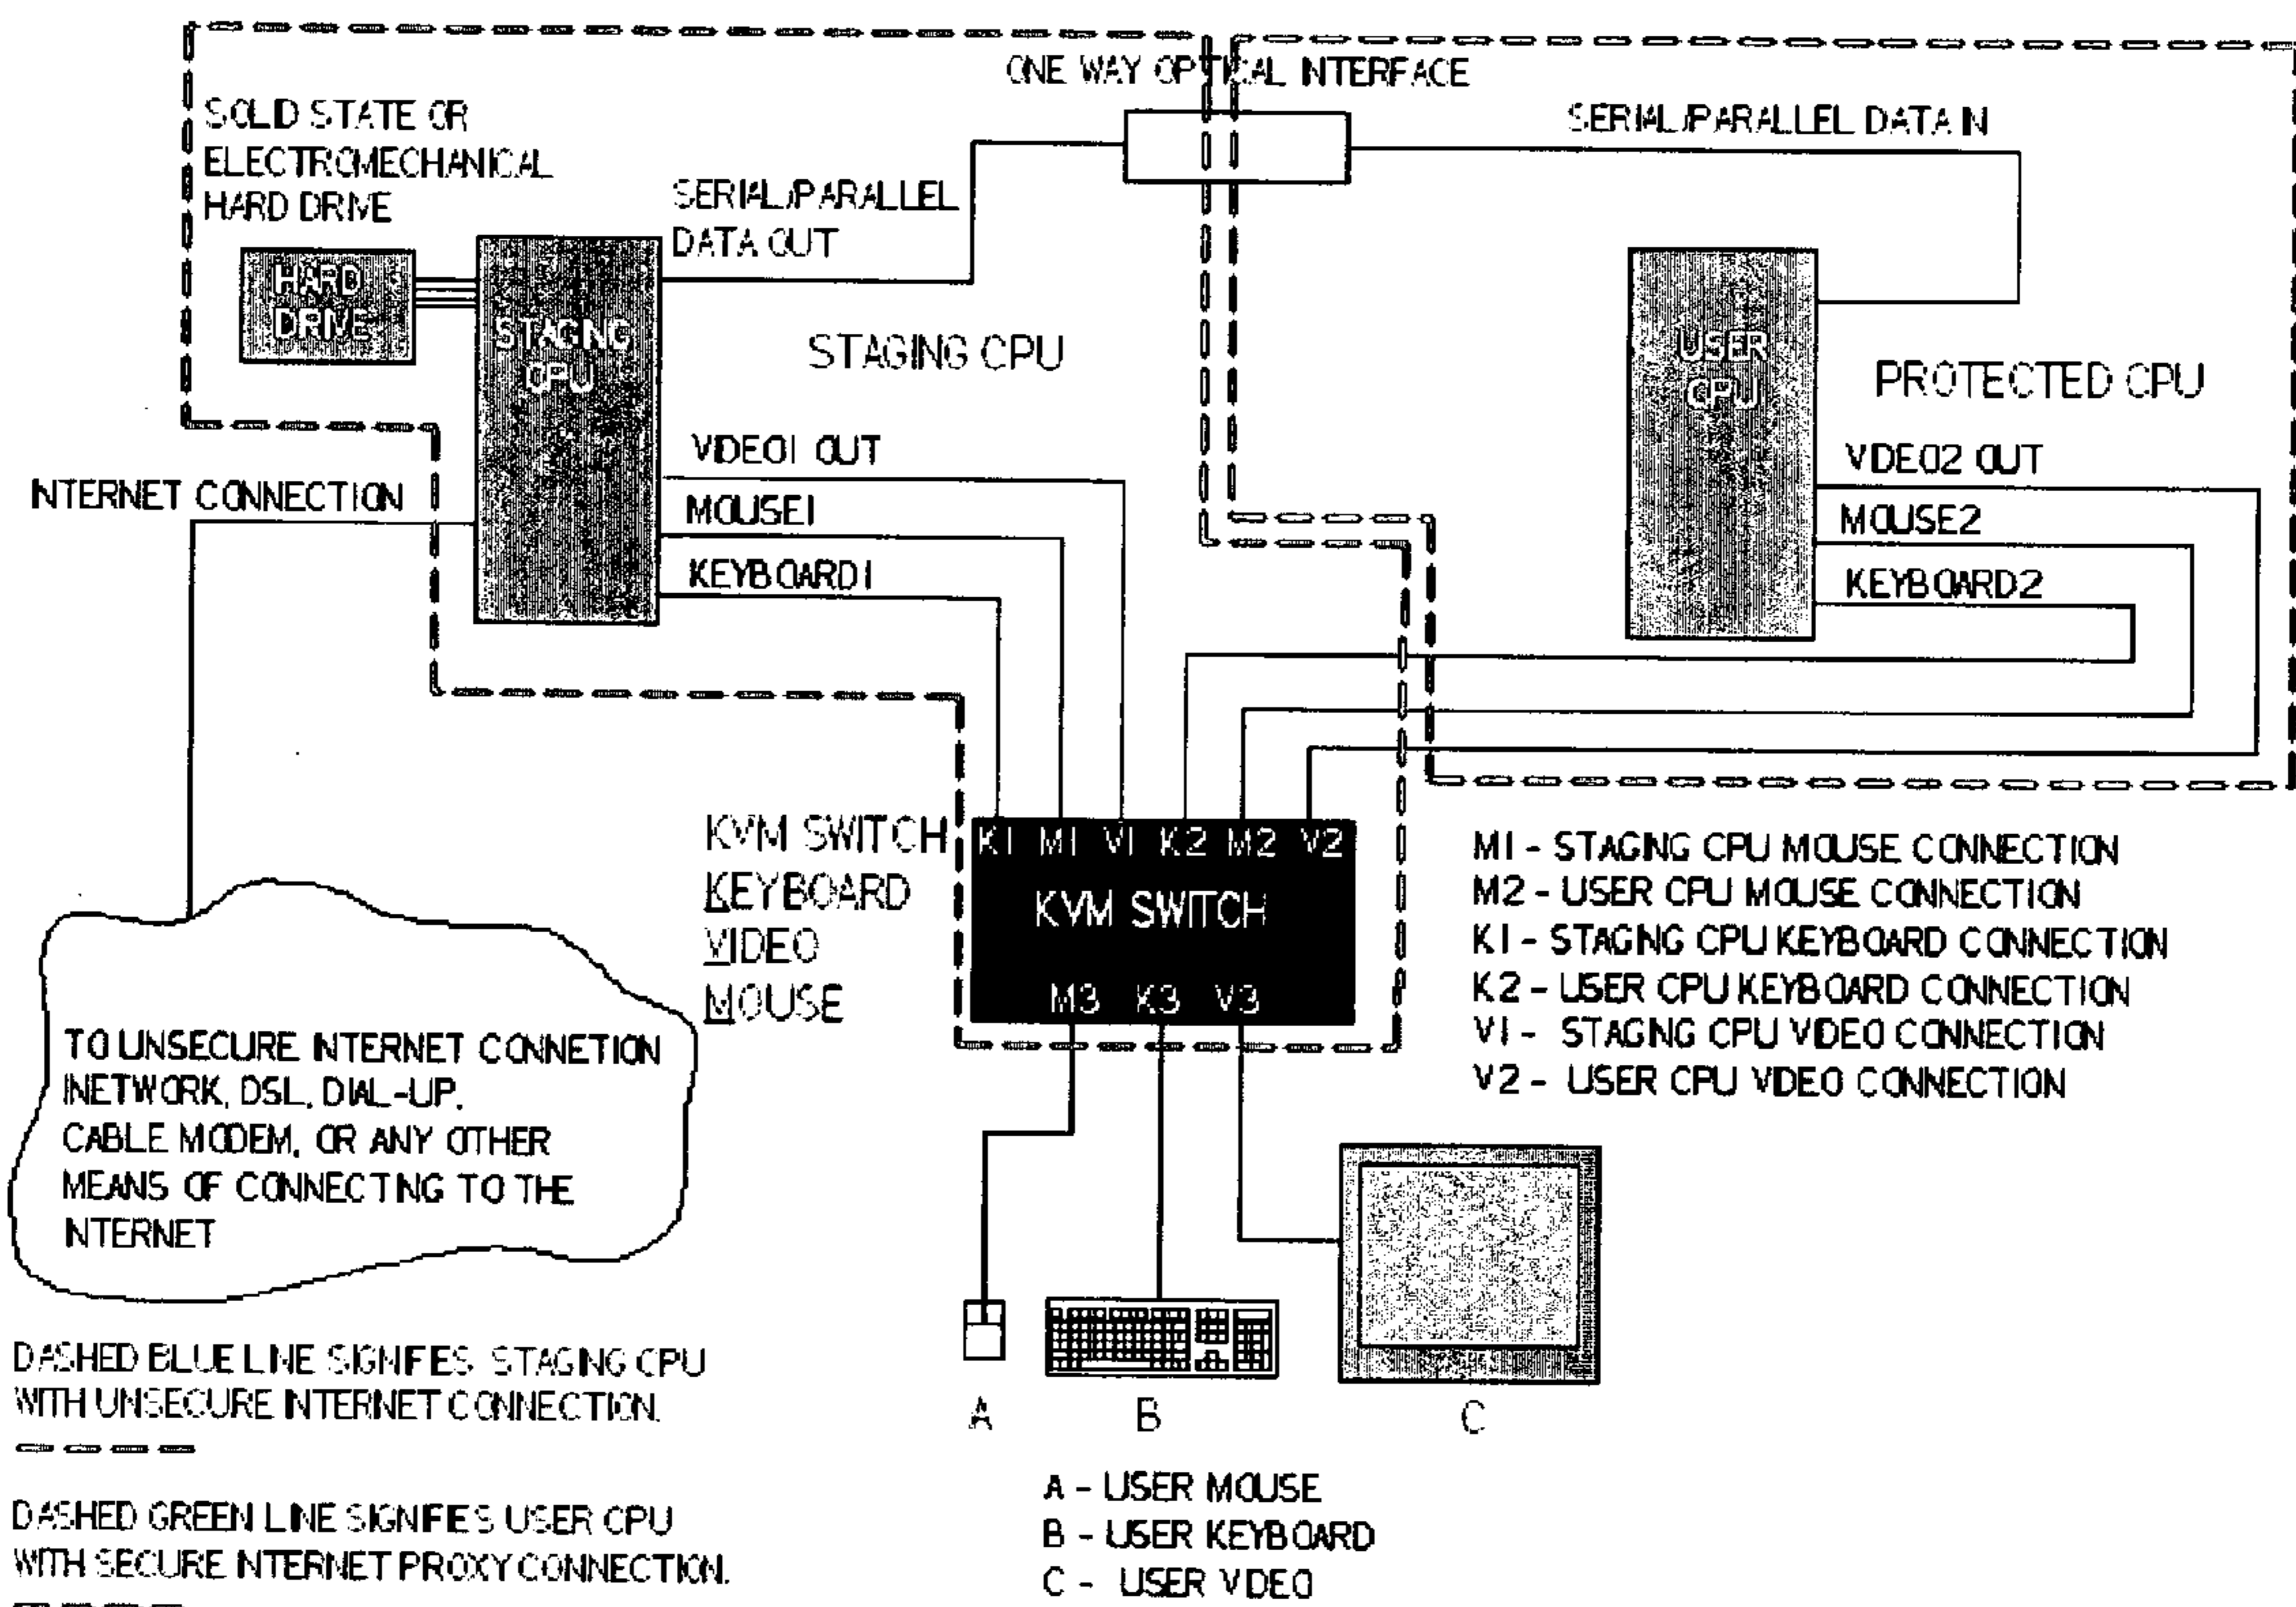 ONE WAY OPTICAL INTERFACE
SOLID STATE OR
ELECTROMECHANICAL
HARD DRIVE
SERIAL/PARALLEL DATA IN
SERIAL/PARALLEL
DATA OUT
HARD
DRIVE
STAGING
CPU
STAGING CPU
USER
CPU
PROTECTED CPU
VIDEO1 OUT
MOUSE1
KEYBOARD1
VIDEO2 OUT
MOUSE2
KEYBOARD2
INTERNET CONNECTION
KVM SWITCH
KEYBOARD
VIDEO
MOUSE
K1 M1 V1 K2 M2 V2
KVM SWITCH
M3 K3 V3
M1 - STAGING CPU MOUSE CONNECTION
M2 - USER CPU MOUSE CONNECTION
K1 - STAGING CPU KEYBOARD CONNECTION
K2 - USER CPU KEYBOARD CONNECTION
V1 - STAGING CPU VIDEO CONNECTION
V2 - USER CPU VIDEO CONNECTION
TO UNSECURE INTERNET CONNETION
INETWORK, DSL, DIAL-UP,
CABLE MODEM, OR ANY OTHER
MEANS OF CONNECTING TO THE
INTERNET
DASHED BLUE LINE SIGNIFIES STAGING CPU
WITH UNSECURE INTERNET CONNECTION.
DASHED GREEN LINE SIGNIFIES USER CPU
WITH SECURE INTERNET PROXY CONNECTION.
A B C
A - USER MOUSE
B - USER KEYBOARD
C - USER VIDEO